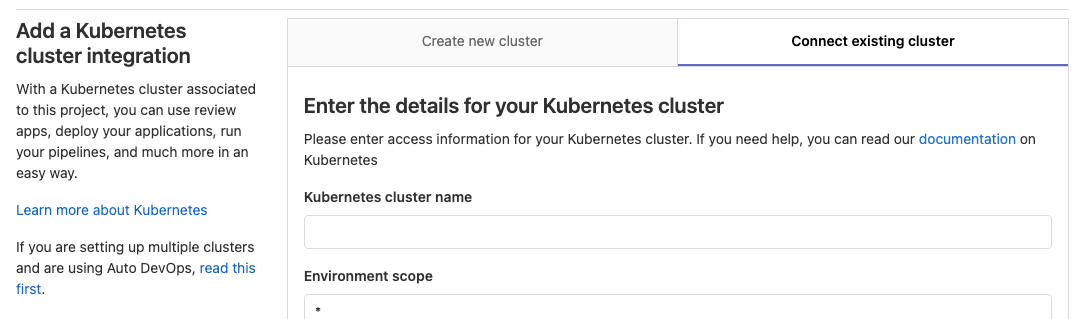 Add a Kubernetes
cluster integration
With a Kubernetes cluster associated
to this project, you can use review
apps, deploy your applications, run
your pipelines, and much more in an
easy way.
Learn more about Kubernetes
If you are setting up multiple clusters
and are using Auto DevOps, read this
first.
Create new cluster
Connect existing cluster
Enter the details for your Kubernetes cluster
Please enter access information for your Kubernetes cluster. If you need help, you can read our documentation on
Kubernetes
Kubernetes cluster name
Environment scope
*